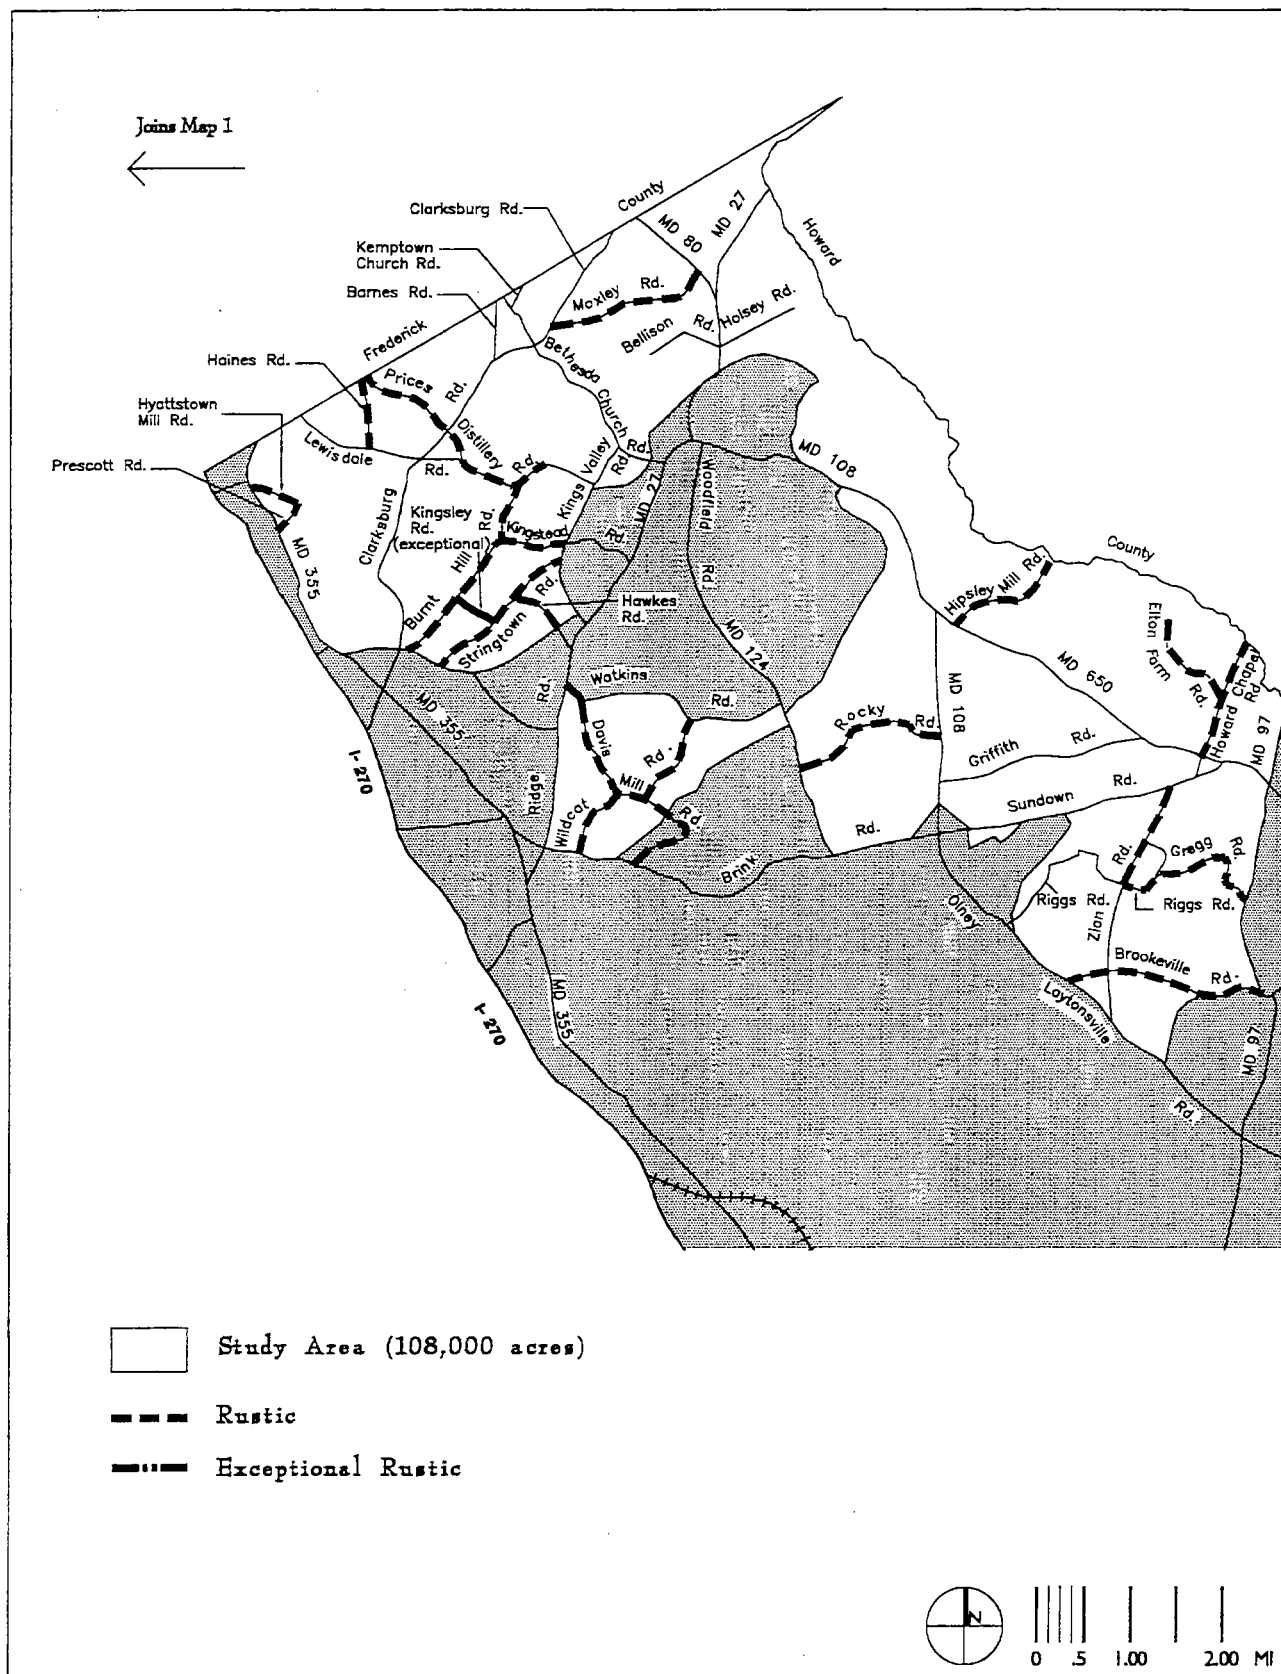 Joins Map 1
County
Clarksburg Rd.
MD 80
MD 27
Howard
Kemptown
Church Rd.
Barnes Rd.
Moxley Rd.
Bellison Rd.
Holsey Rd.
Frederick
Haines Rd.
Prices
Rd.
Bethesda Church Rd.
Hyattstown
Mill Rd.
Distillery
Rd.
Lewisdale
Rd.
Prescott Rd.
Kings Valley
Rd.
MD 27
Woodfield
Rd.
MD 108
Clarksburg
Kingsley
Rd.
(exceptional)
Rd.
Kingstead
Rd.
MD 355
Hill
County
Hipsley Mill Rd.
Burnt
Stringtown
Rd.
Hawkes
Rd.
Elton Farm
Rd.
MD 124
Howard Chapel
Rd.
Watkins
Rd.
MD 650
MD 97
MD 355
Rd.
Davis
Mill
Rd.
Rd.
Rocky
Rd.
MD 108
Griffith
Rd.
I-270
Ridge
Wildcat
Sundown
Rd.
Brink
Rd.
Rd.
Gregg
Rd.
Riggs Rd.
Riggs Rd.
Zion
Olney
Brookeville
Rd.
Laytonsville
Rd.
MD 355
I-270
MD 97
Study Area (108,000 acres)
Rustic
Exceptional Rustic
N
0 .5 1.00 2.00 MI